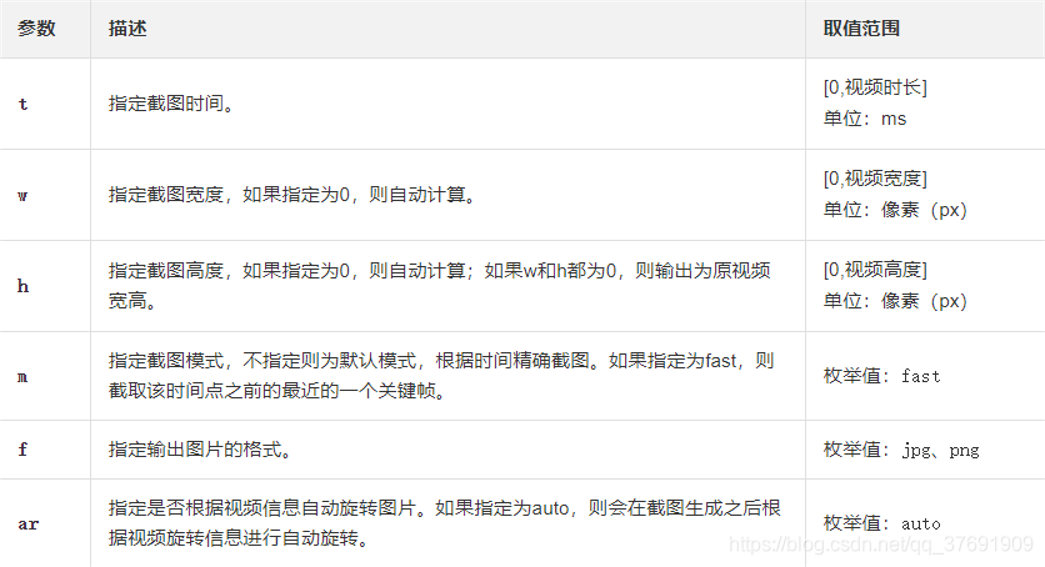 参数 描述 取值范围
t 指定截图时间。 [0,视频时长]
单位：ms
w 指定截图宽度，如果指定为0，则自动计算。 [0,视频宽度]
单位：像素（px）
h 指定截图高度，如果指定为0，则自动计算；如果w和h都为0，则输出为原视频 [0,视频高度]
宽高。 单位：像素（px）
m 指定截图模式，不指定则为默认模式，根据时间精确截图。如果指定为fast，则 枚举值：fast
截取该时间点之前的最近的一个关键帧。
f 指定输出图片的格式。 枚举值：jpg、png
ar 指定是否根据视频信息自动旋转图片。如果指定为auto，则会在截图生成之后根 枚举值：auto
据视频旋转信息进行自动旋转。
https://blog.csdn.net/qq_37691909